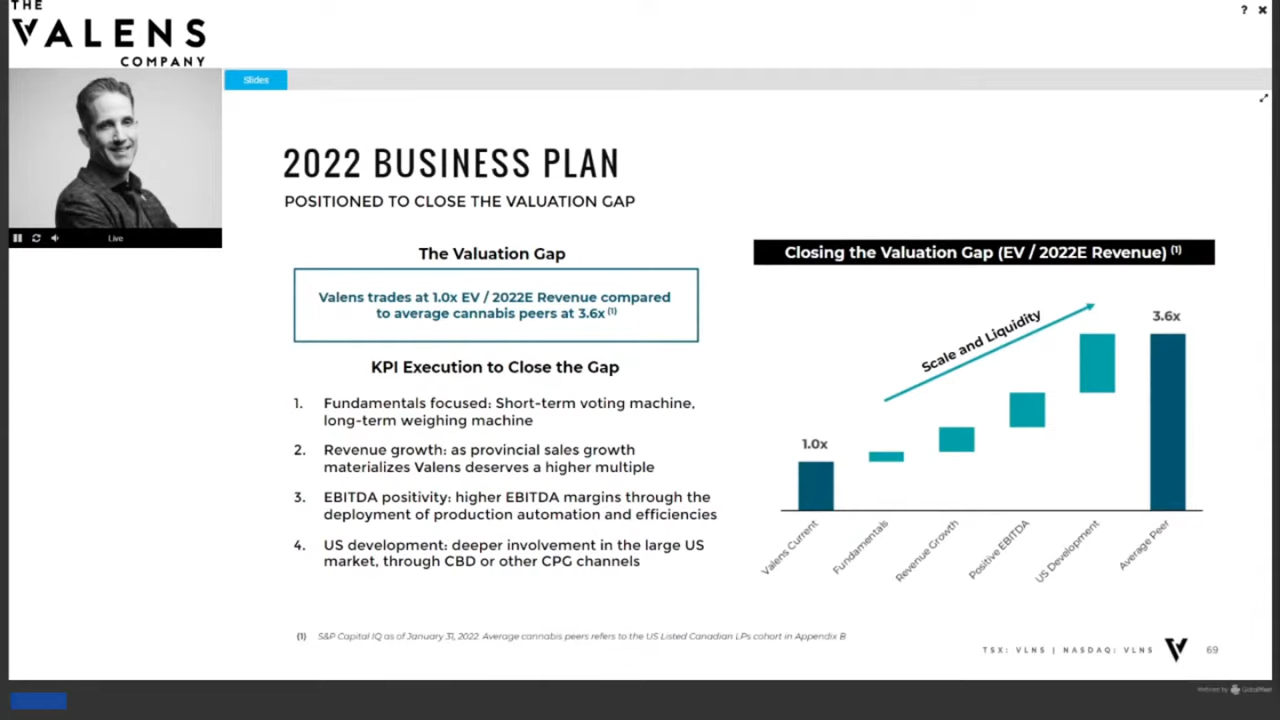 THE
VALENS
COMPANY
? ✖
Slides
Live
2022 BUSINESS PLAN
POSITIONED TO CLOSE THE VALUATION GAP
The Valuation Gap
Valens trades at 1.0x EV / 2022E Revenue compared
to average cannabis peers at 3.6x (1)
KPI Execution to Close the Gap
1. Fundamentals focused: Short-term voting machine,
long-term weighing machine
2. Revenue growth: as provincial sales growth
materializes Valens deserves a higher multiple
3. EBITDA positivity: higher EBITDA margins through the
deployment of production automation and efficiencies
4. US development: deeper involvement in the large US
market, through CBD or other CPG channels
Closing the Valuation Gap (EV / 2022E Revenue) (1)
Scale and Liquidity
3.6x
1.0x
Valens Current
Fundamentals
Revenue Growth
Positive EBITDA
US Development
Average Peer
(1) S&P Capital IQ as of January 31, 2022. Average cannabis peers refers to the US Listed Canadian LPs cohort in Appendix B
TSX: VLNS | NASDAQ: VLNS
69
Webcast by GlobalMeet